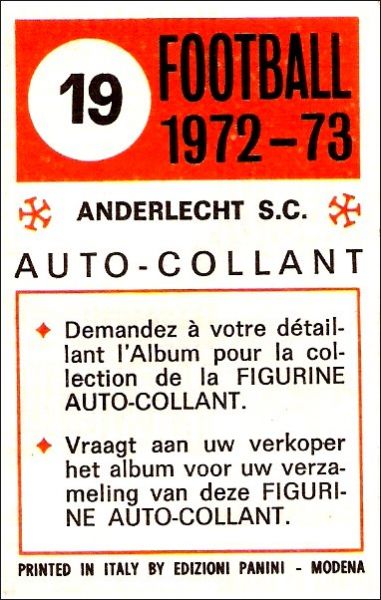 19
FOOTBALL
1972-73
ANDERLECHT S.C.
AUTO-COLLANT
Demandez à votre détail-
lant l'Album pour la col-
lection de la FIGURINE
AUTO-COLLANT.
Vraagt aan uw verkoper
het album voor uw verza-
meling van deze FIGURI-
NE AUTO-COLLANT.
PRINTED IN ITALY BY EDIZIONI PANINI - MODENA